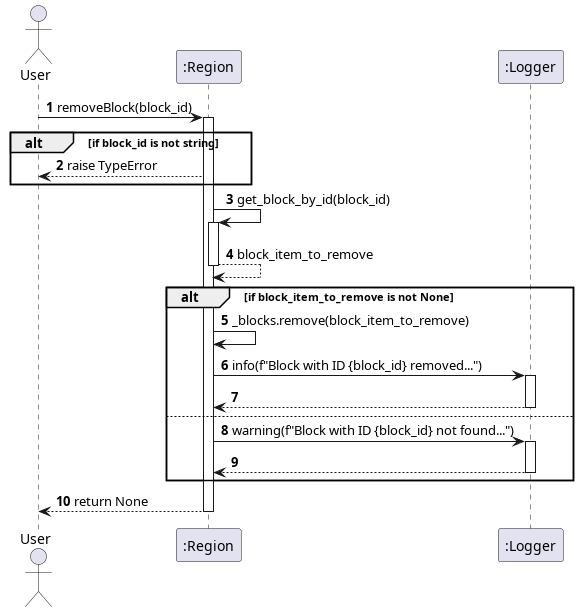 User
:Region
:Logger
1 removeBlock(block_id)
alt [if block_id is not string]
2 raise TypeError
3 get_block_by_id(block_id)
4 block_item_to_remove
alt [if block_item_to_remove is not None]
5 _blocks.remove(block_item_to_remove)
6 info(f"Block with ID {block_id} removed...")
7
8 warning(f"Block with ID {block_id} not found...")
9
10 return None
User
:Region
:Logger